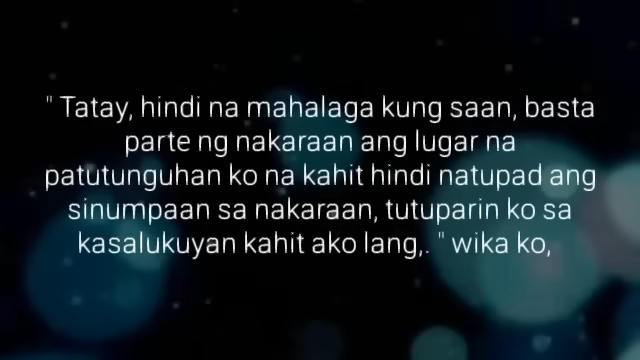 " Tatay, hindi na mahalaga kung saan, basta
parte ng nakaraan ang lugar na
patutunguhan ko na kahit hindi natupad ang
sinumpaan sa nakaraan, tutuparin ko sa
kasalukuyan kahit ako lang,. " wika ko,